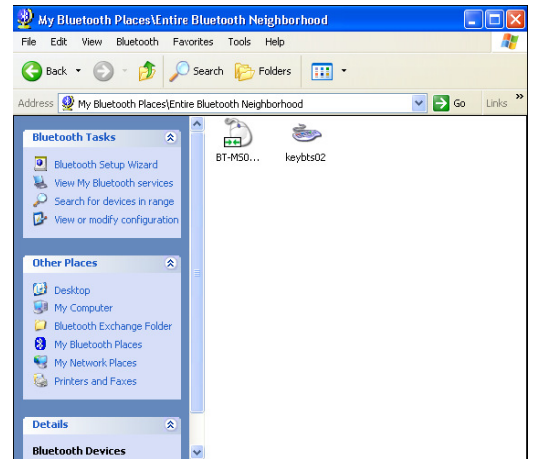 My Bluetooth Places\Entire Bluetooth Neighborhood
File Edit View Bluetooth Favorites Tools Help
Back Search Folders
Address My Bluetooth Places\Entire Bluetooth Neighborhood Go Links »
Bluetooth Tasks
Bluetooth Setup Wizard
View My Bluetooth services
Search for devices in range
View or modify configuration
Other Places
Desktop
My Computer
Bluetooth Exchange Folder
My Bluetooth Places
My Network Places
Printers and Faxes
Details
Bluetooth Devices
BT-M50... keybts02